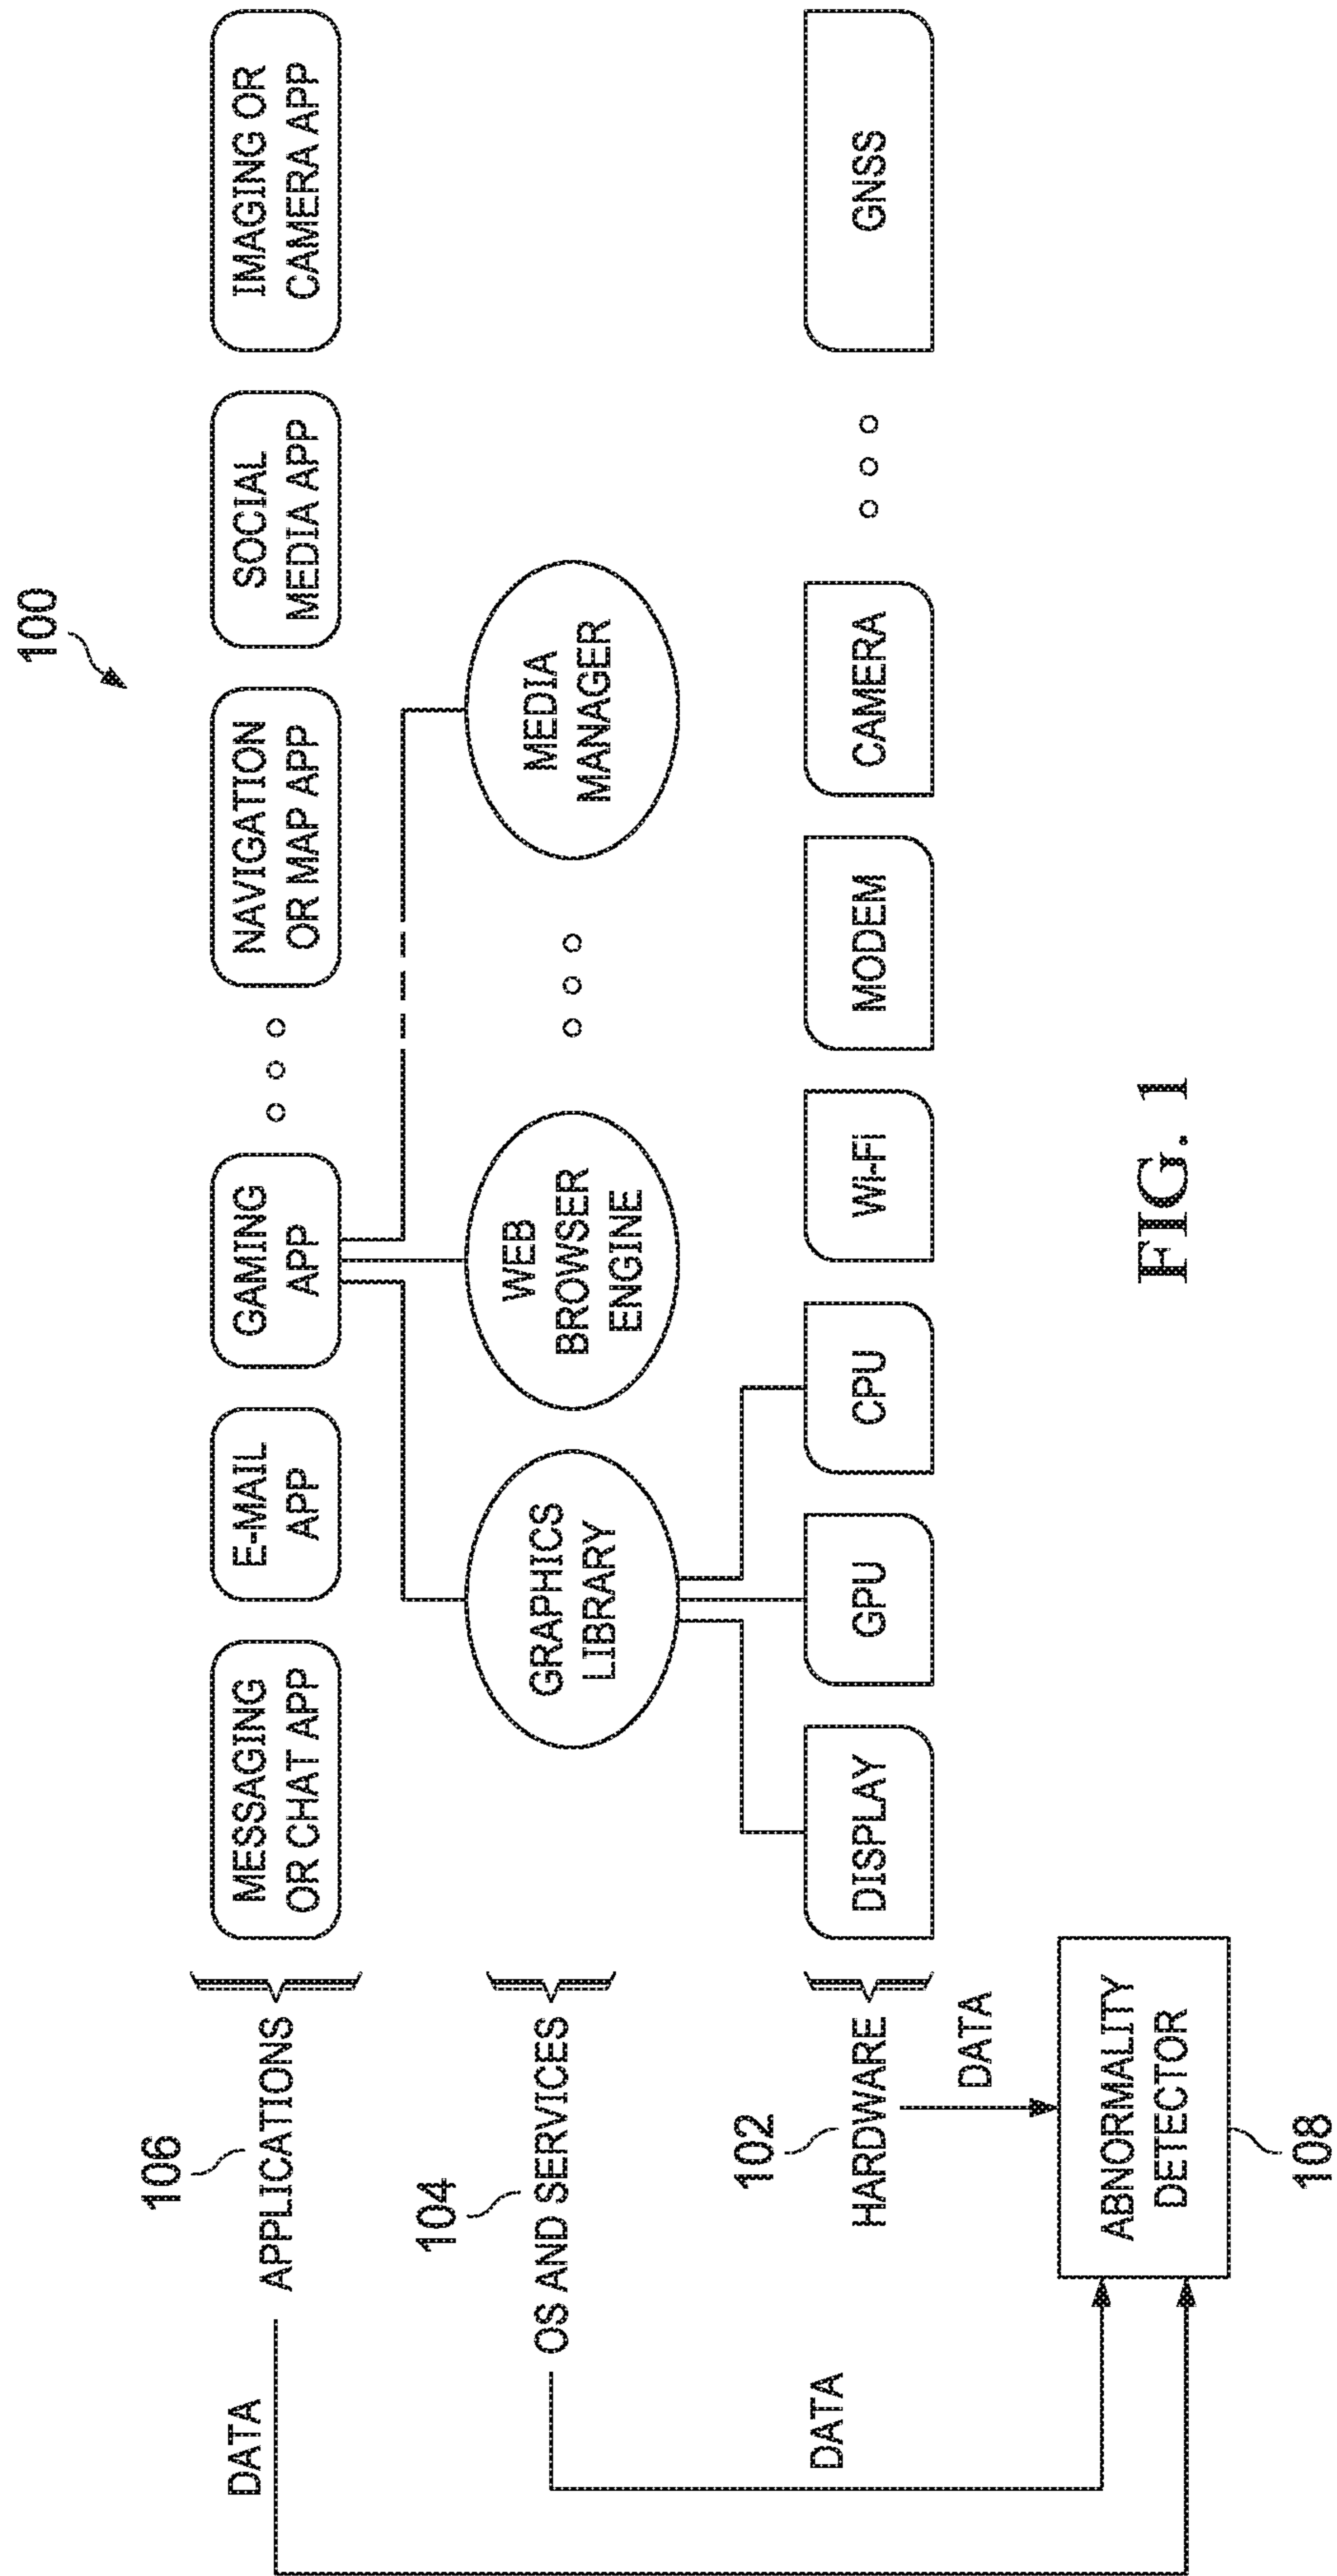 100
106
DATA
APPLICATIONS
MESSAGING
OR CHAT APP
E-MAIL
APP
GAMING
APP
NAVIGATION
OR MAP APP
SOCIAL
MEDIA APP
IMAGING OR
CAMERA APP
104
OS AND SERVICES
GRAPHICS
LIBRARY
WEB
BROWSER
ENGINE
MEDIA
MANAGER
DATA
102
HARDWARE
DISPLAY
GPU
CPU
Wi-Fi
MODEM
CAMERA
GNSS
DATA
ABNORMALITY
DETECTOR
108
FIG. 1